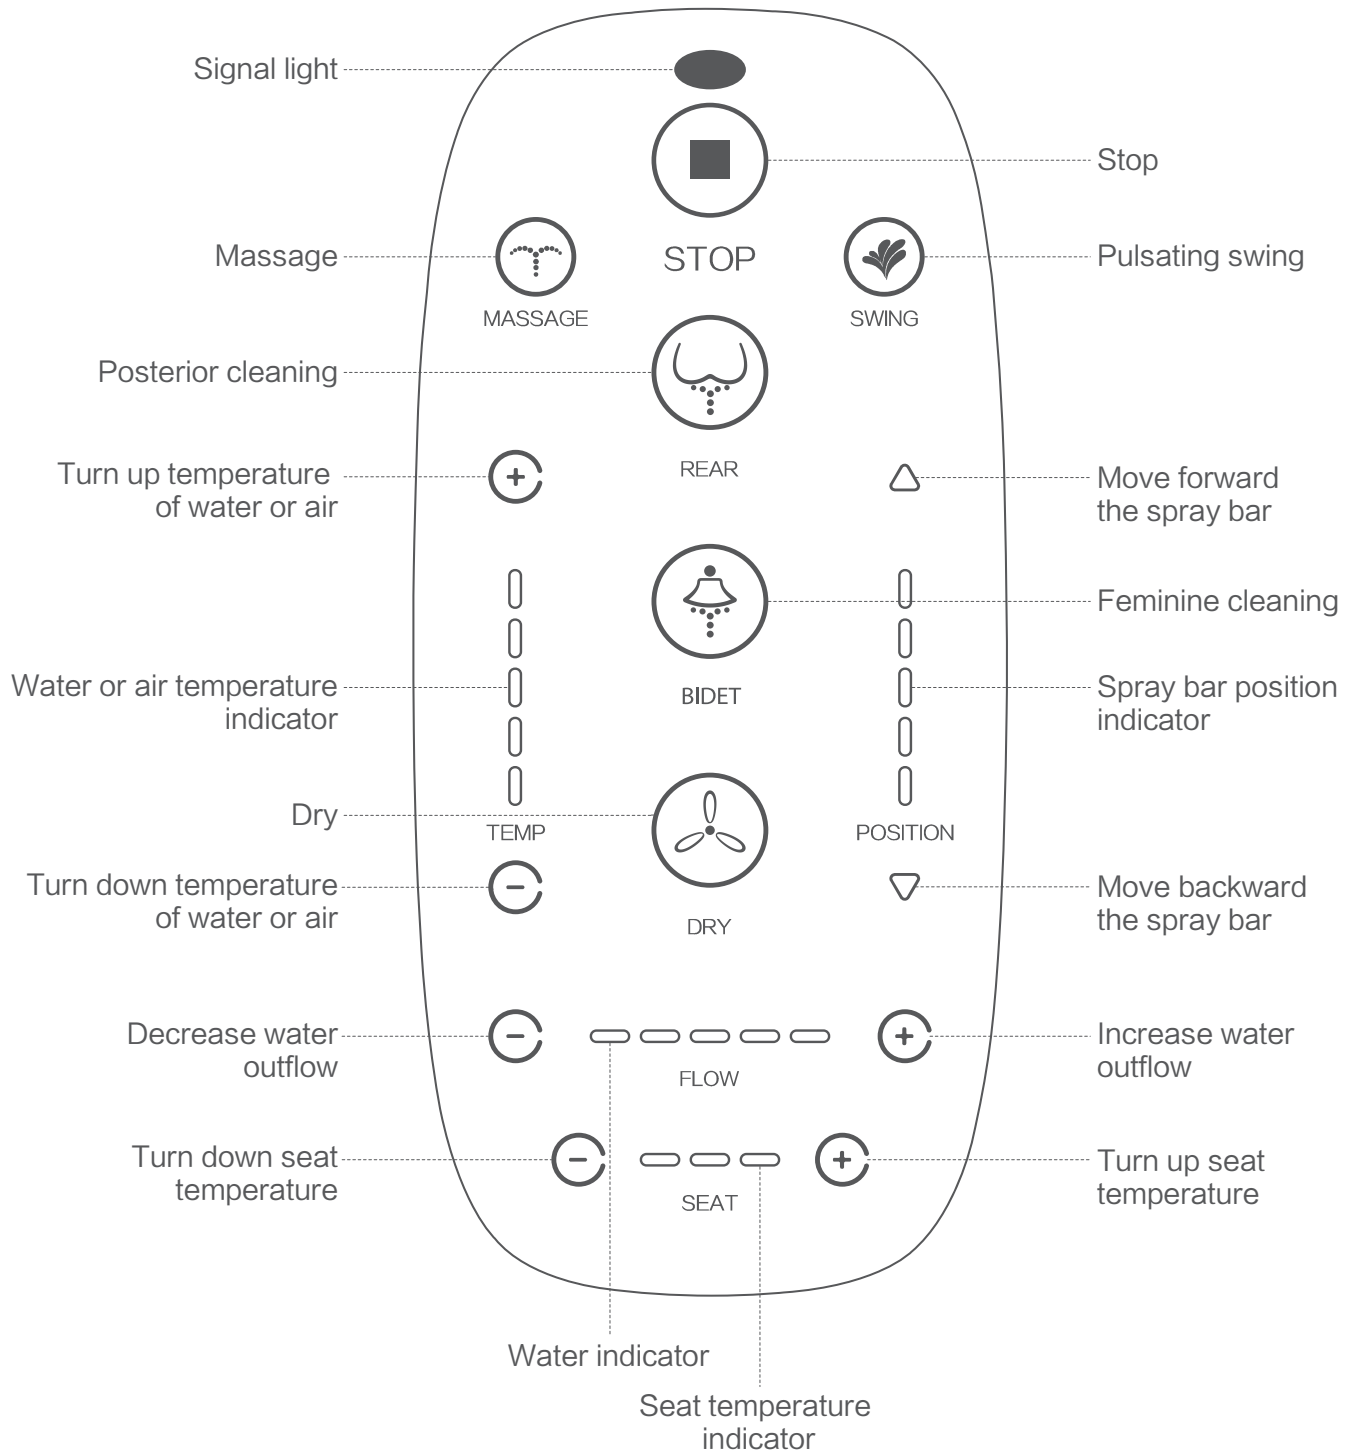 Signal light
Stop
Massage
STOP
Pulsating swing
MASSAGE
SWING
Posterior cleaning
REAR
Turn up temperature
of water or air
Move forward
the spray bar
Feminine cleaning
Water or air temperature
indicator
BIDET
Spray bar position
indicator
Dry
TEMP
POSITION
Turn down temperature
of water or air
Move backward
the spray bar
DRY
Decrease water
outflow
Increase water
outflow
FLOW
Turn down seat
temperature
Turn up seat
temperature
SEAT
Water indicator
Seat temperature
indicator